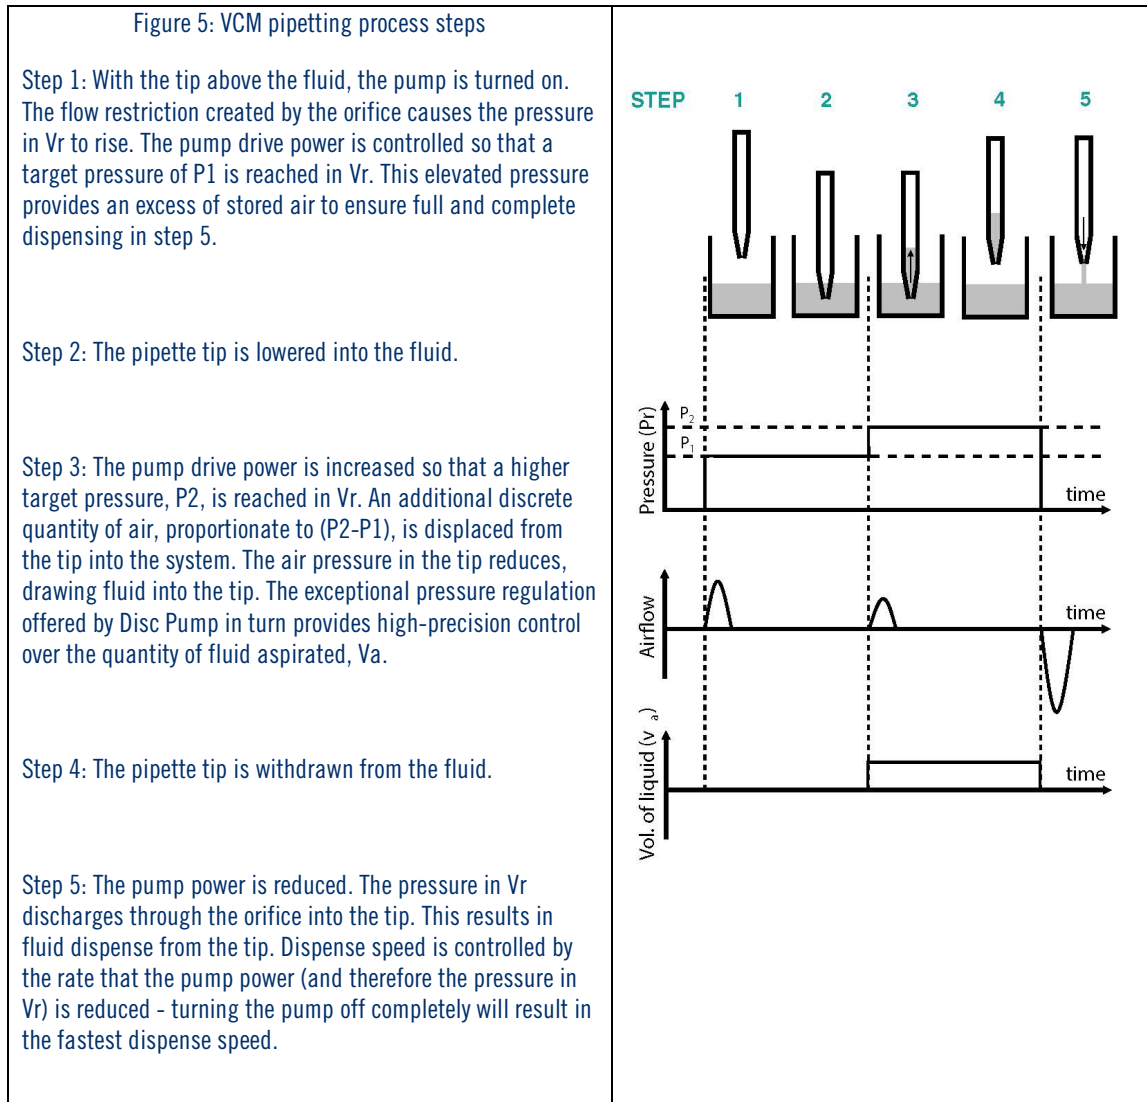 Figure 5: VCM pipetting process steps
Step 1: With the tip above the fluid, the pump is turned on.
The flow restriction created by the orifice causes the pressure
in Vr to rise. The pump drive power is controlled so that a
target pressure of P1 is reached in Vr. This elevated pressure
provides an excess of stored air to ensure full and complete
dispensing in step 5.
Step 2: The pipette tip is lowered into the fluid.
Step 3: The pump drive power is increased so that a higher
target pressure, P2, is reached in Vr. An additional discrete
quantity of air, proportionate to (P2-P1), is displaced from
the tip into the system. The air pressure in the tip reduces,
drawing fluid into the tip. The exceptional pressure regulation
offered by Disc Pump in turn provides high-precision control
over the quantity of fluid aspirated, Va.
Step 4: The pipette tip is withdrawn from the fluid.
Step 5: The pump power is reduced. The pressure in Vr
discharges through the orifice into the tip. This results in
fluid dispense from the tip. Dispense speed is controlled by
the rate that the pump power (and therefore the pressure in
Vr) is reduced - turning the pump off completely will result in
the fastest dispense speed.
STEP 1 2 3 4 5
Pressure (Pr)
P2
P1
time
Airflow
time
Vol. of liquid (v a)
time